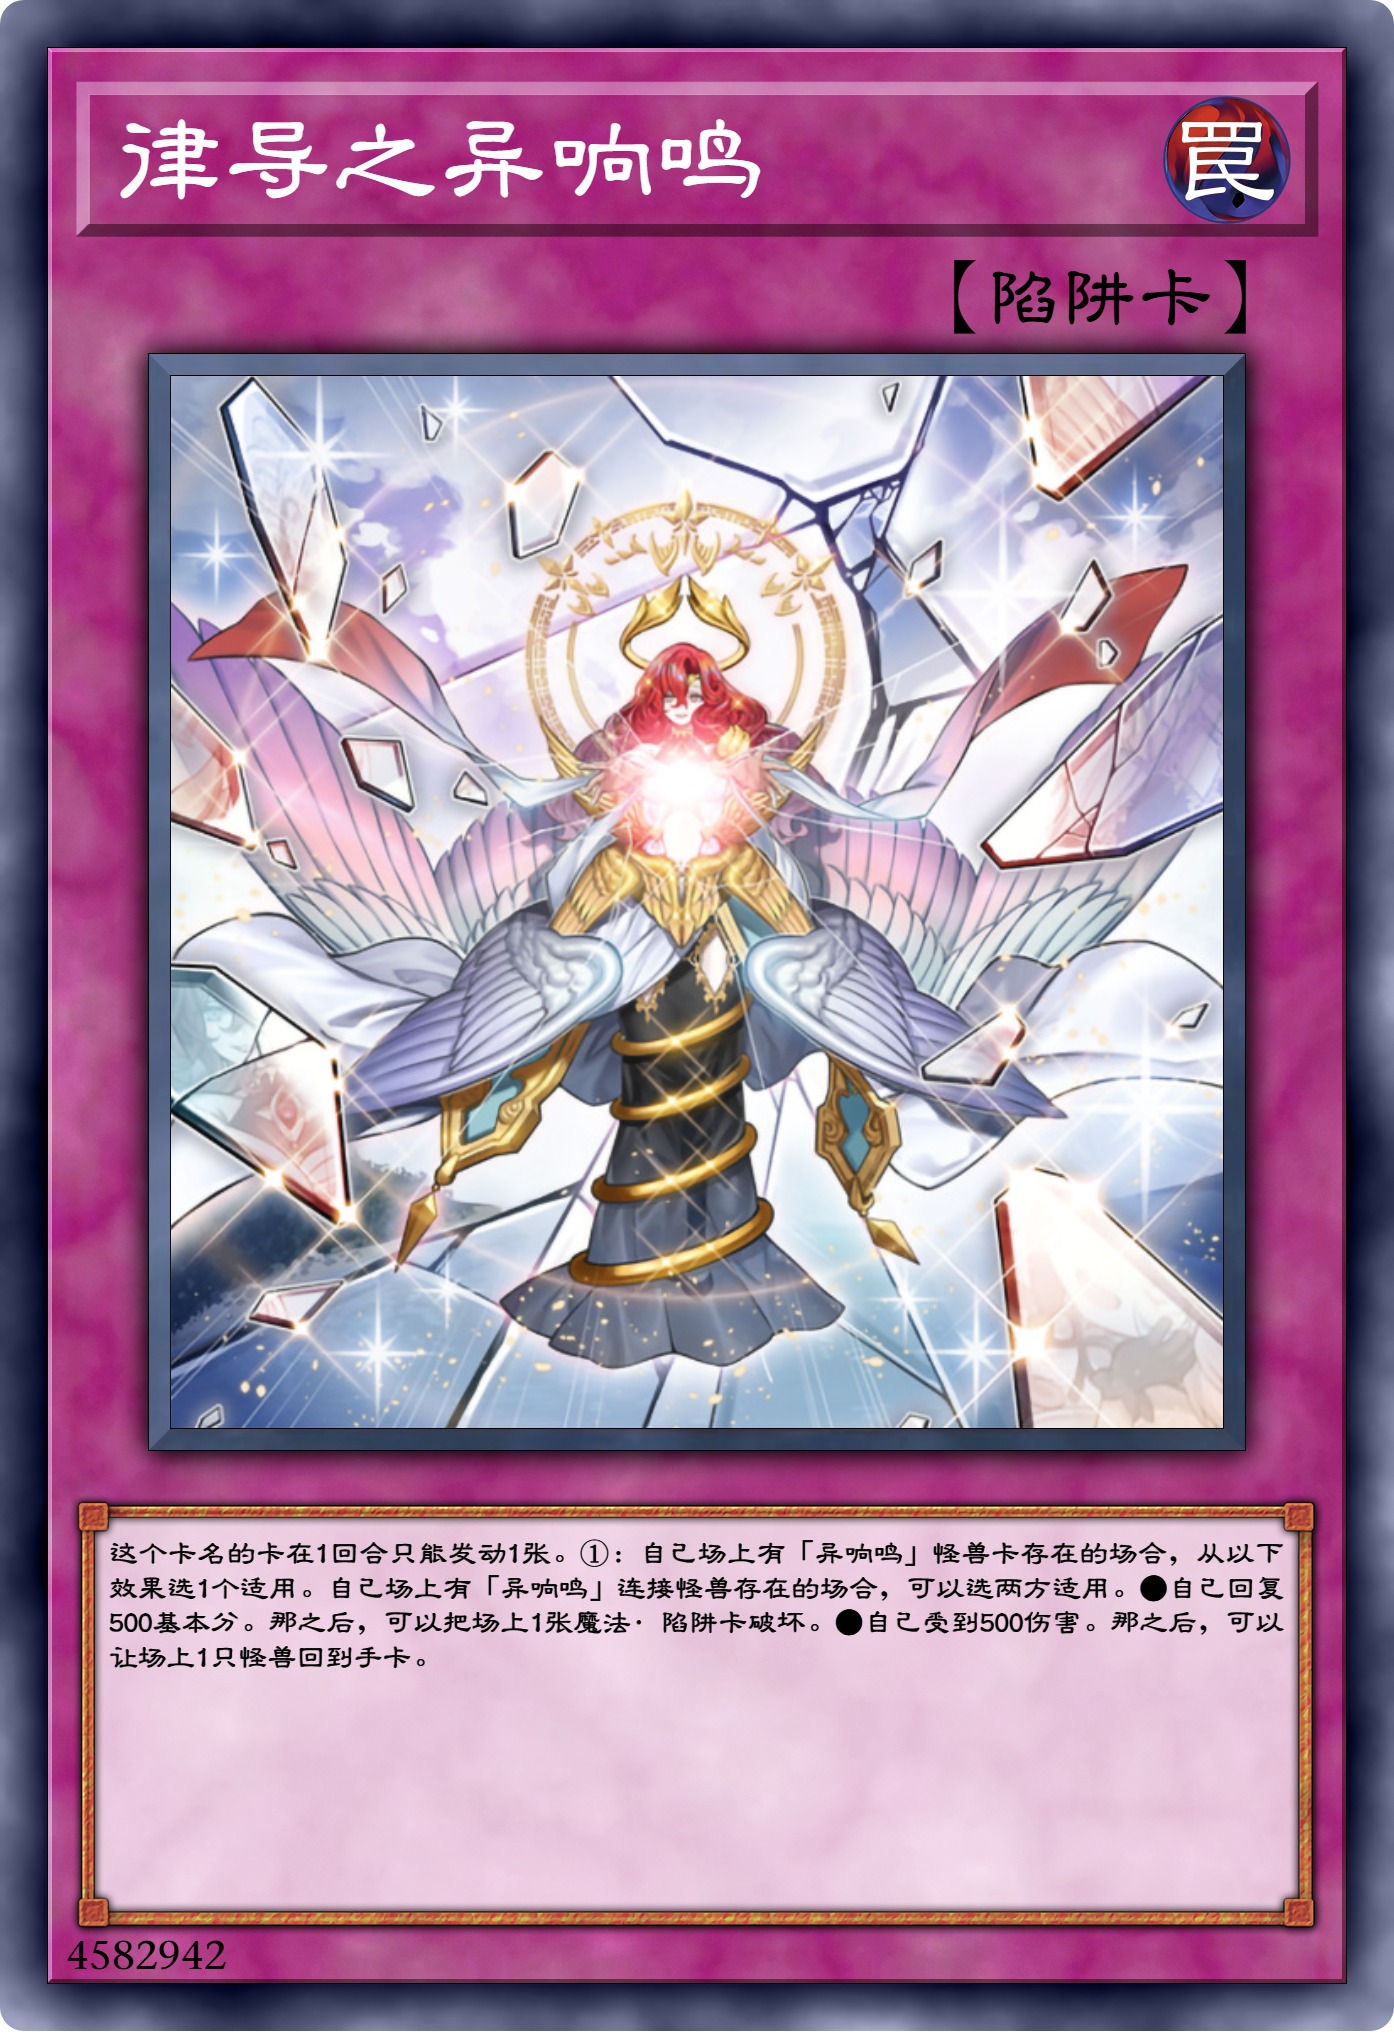 律导之异响鸣
罠
【陷阱卡】
这个卡名的卡在1回合只能发动1张。①：自己场上有「异响鸣」怪兽卡存在的场合，从以下
效果选1个适用。自己场上有「异响鸣」连接怪兽存在的场合，可以选两方适用。●自己回复
500基本分。那之后，可以把场上1张魔法·陷阱卡破坏。●自己受到500伤害。那之后，可以
让场上1只怪兽回到手卡。
4582942